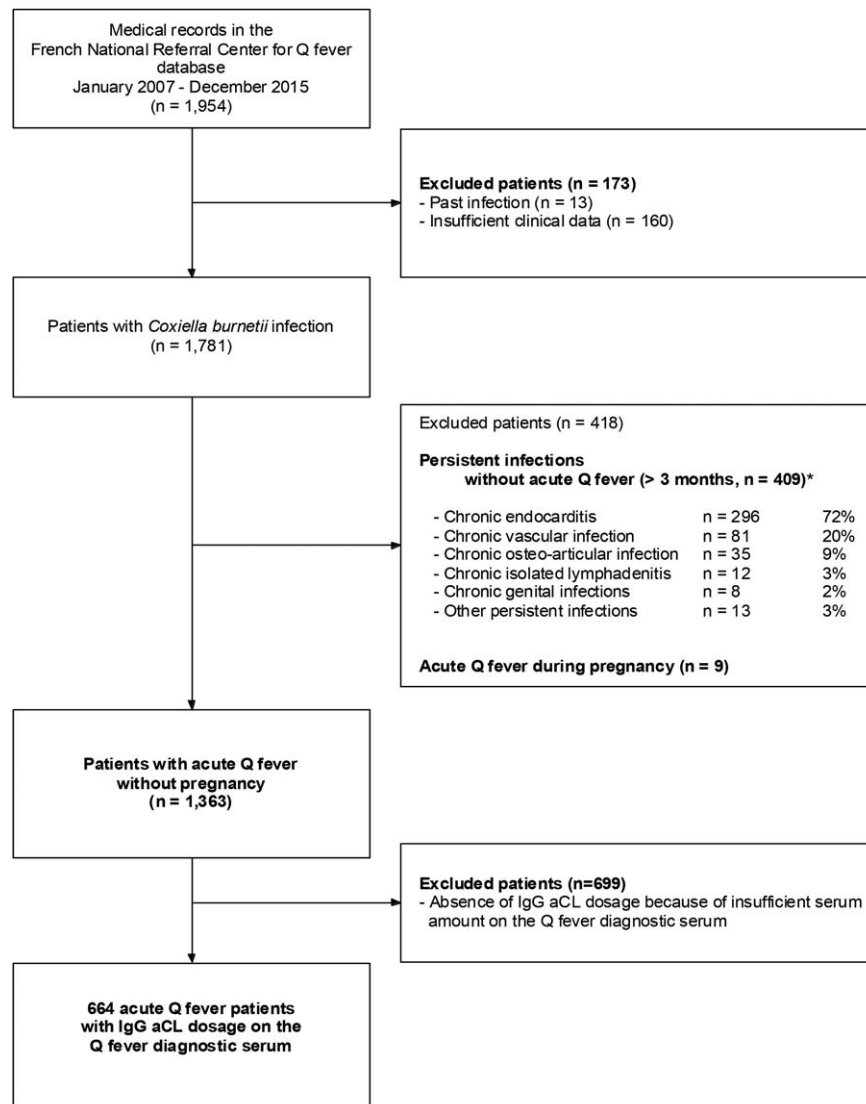 Medical records in the
French National Referral Center for Q fever
database
January 2007 - December 2015
(n = 1,954)
Excluded patients (n = 173)
- Past infection (n = 13)
- Insufficient clinical data (n = 160)
Patients with Coxiella burnetii infection
(n = 1,781)
Excluded patients (n = 418)
Persistent infections
without acute Q fever (> 3 months, n = 409)*
- Chronic endocarditis n = 296 72%
- Chronic vascular infection n = 81 20%
- Chronic osteo-articular infection n = 35 9%
- Chronic isolated lymphadenitis n = 12 3%
- Chronic genital infections n = 8 2%
- Other persistent infections n = 13 3%
Acute Q fever during pregnancy (n = 9)
Patients with acute Q fever
without pregnancy
(n = 1,363)
Excluded patients (n=699)
- Absence of IgG aCL dosage because of insufficient serum
amount on the Q fever diagnostic serum
664 acute Q fever patients
with IgG aCL dosage on the
Q fever diagnostic serum